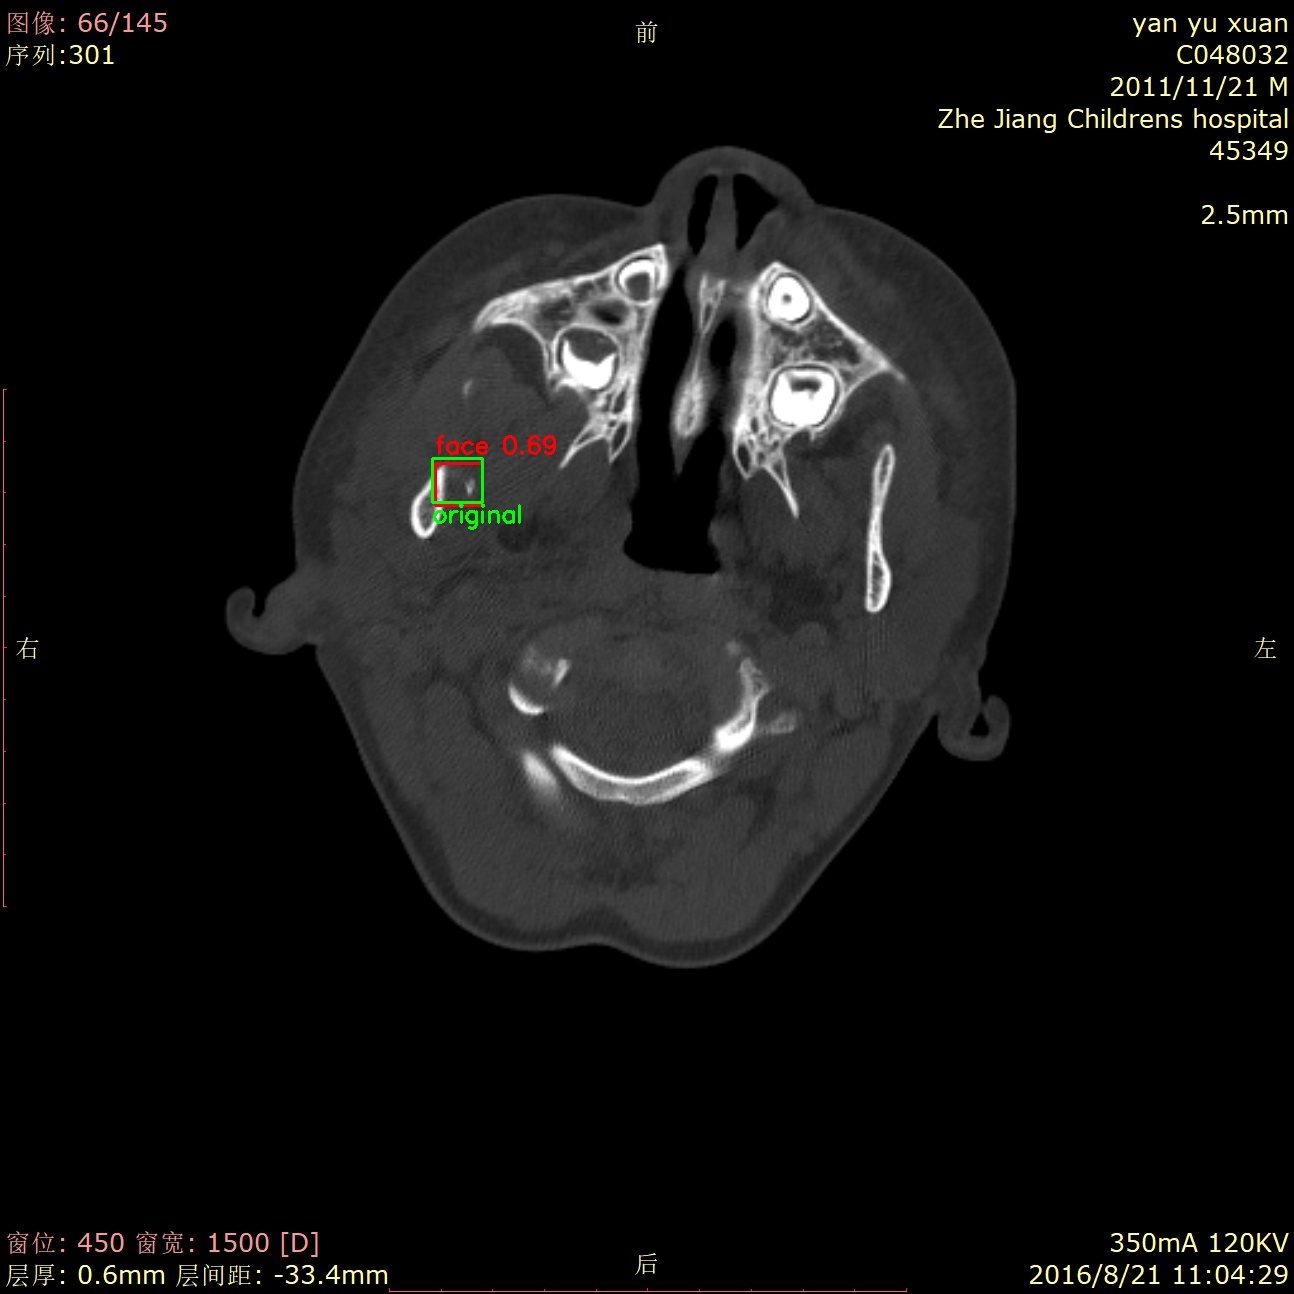 图像: 66/145
序列:301
前
yan yu xuan
C048032
2011/11/21 M
Zhe Jiang Childrens hospital
45349
2.5mm
face 0.69
original
右
左
窗位: 450 窗宽: 1500 [D]
层厚: 0.6mm 层间距: -33.4mm
后
350mA 120KV
2016/8/21 11:04:29